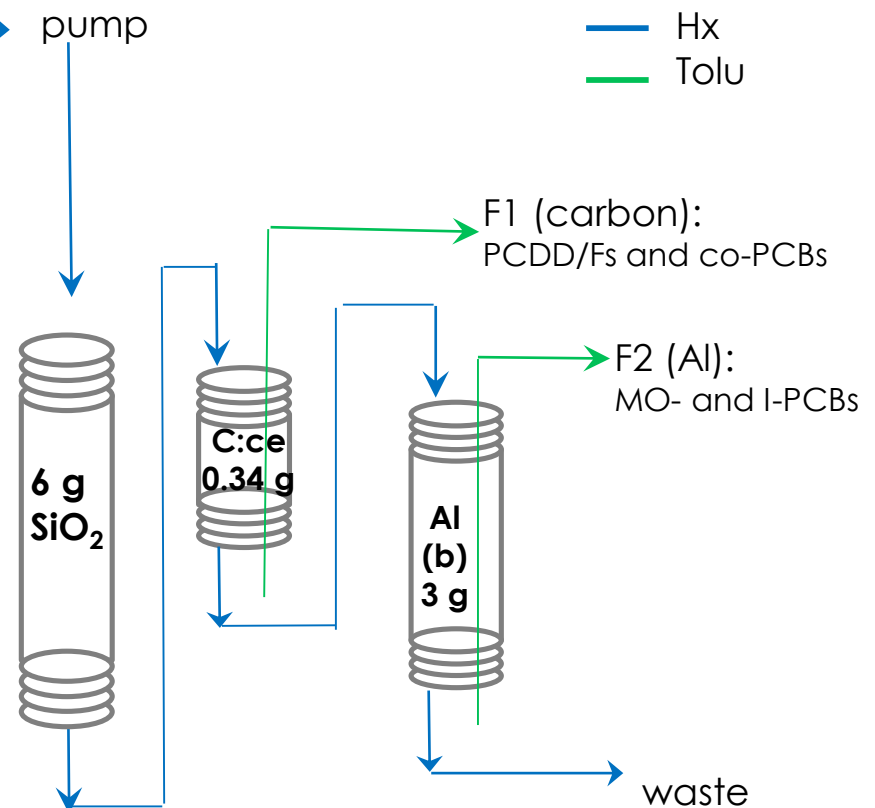 pump
Hx
Tolu
F1 (carbon):
PCDD/Fs and co-PCBs
F2 (Al):
MO- and I-PCBs
C:ce
0.34 g
6 g
SiO₂
Al
(b)
3 g
waste